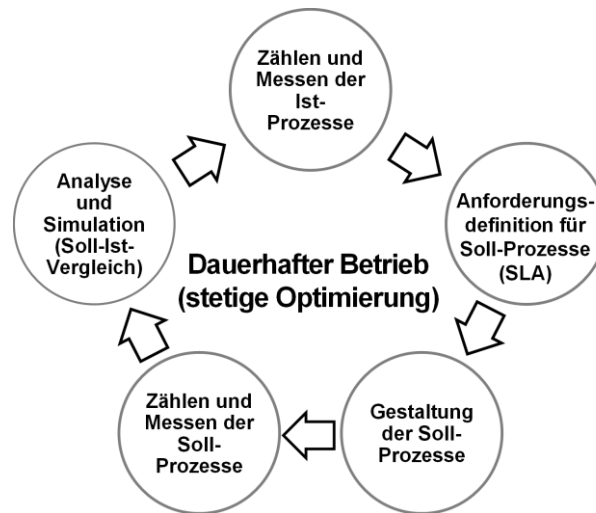 Zählen und
Messen der
Ist-
Prozesse
Anforderungs-
definition für
Soll-Prozesse
(SLA)
Gestaltung
der Soll-
Prozesse
Zählen und
Messen der
Soll-
Prozesse
Analyse
und
Simulation
(Soll-Ist-
Vergleich)
Dauerhafter Betrieb
(stetige Optimierung)